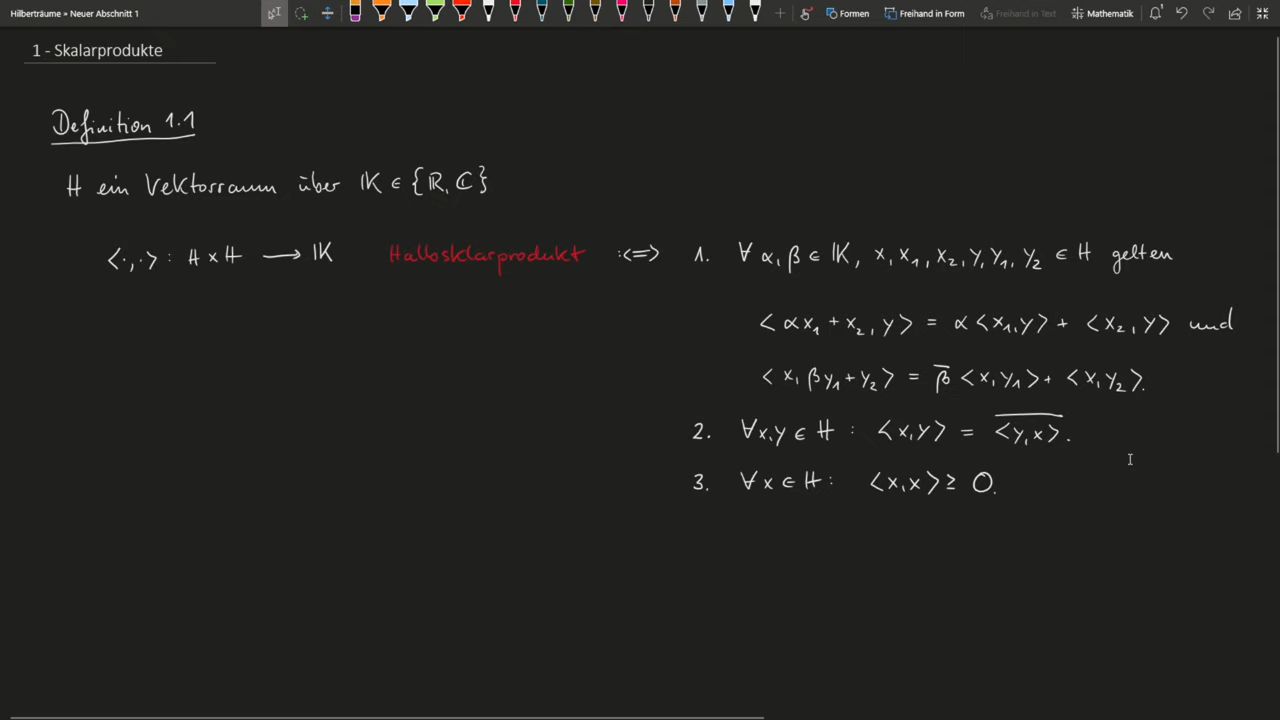 Hilberträume » Neuer Abschnitt 1
Formen
Freihand in Form
Freihand in Text
Mathematik
1 - Skalarprodukte
Definition 1.1
H ein Vektorraum über 𝕂 ∈ {ℝ, ℂ}
<·,·> : H × H ⟶ 𝕂 Halbsklarprodukt :<=> 1. ∀ α, β ∈ 𝕂, x, x₁, x₂, y, y₁, y₂ ∈ H gelten
<αx₁ + x₂, y> = α<x₁, y> + <x₂, y> und
<x, βy₁ + y₂> = β̅ <x, y₁> + <x, y₂>.
2. ∀x,y ∈ H : <x,y> = \overline{<y,x>}.
3. ∀x ∈ H : <x,x> ≥ 0.